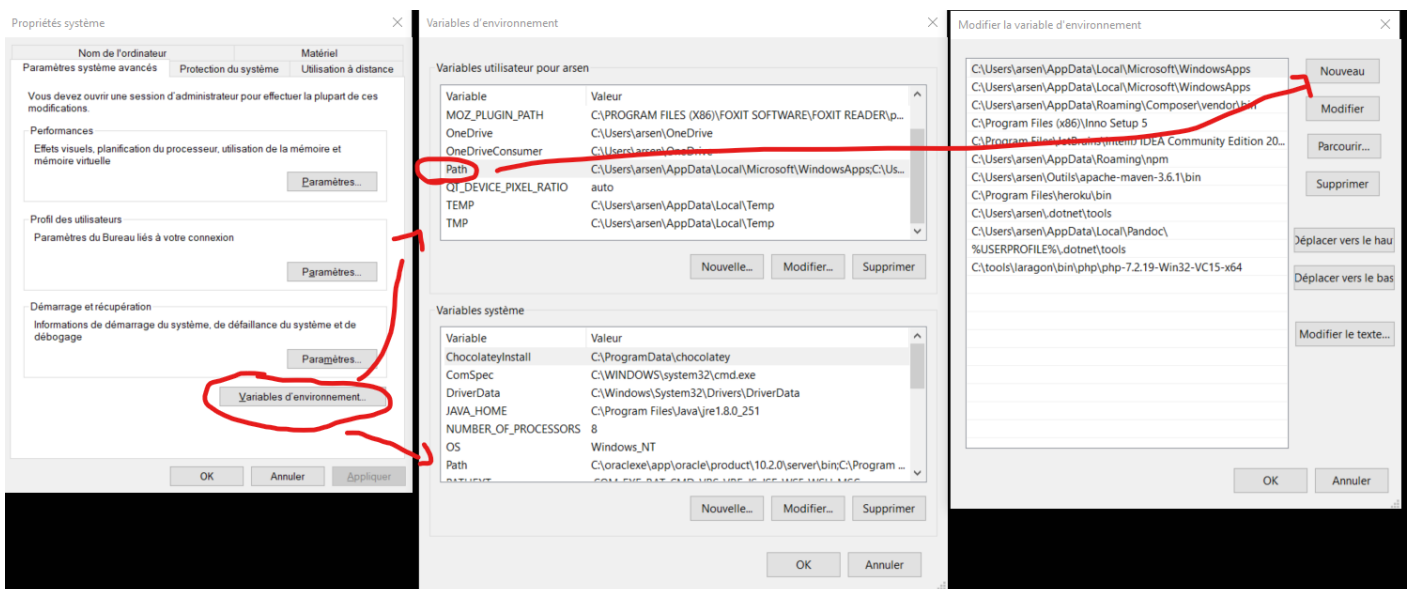 Propriétés système
Nom de l'ordinateur
Matériel
Paramètres système avancés
Protection du système
Utilisation à distance
Vous devez ouvrir une session d'administrateur pour effectuer la plupart de ces
modifications.
Performances
Effets visuels, planification du processeur, utilisation de la mémoire et
mémoire virtuelle
Paramètres...
Profil des utilisateurs
Paramètres du Bureau liés à votre connexion
Paramètres...
Démarrage et récupération
Informations de démarrage du système, de défaillance du système et de
débogage
Paramètres...
Variables d'environnement...
OK
Annuler
Appliquer
Variables d'environnement
Variables utilisateur pour arsen
Variable Valeur
MOZ_PLUGIN_PATH C:\PROGRAM FILES (X86)\FOXIT SOFTWARE\FOXIT READER\p...
OneDrive C:\Users\arsen\OneDrive
OneDriveConsumer C:\Users\arsen\OneDrive
Path C:\Users\arsen\AppData\Local\Microsoft\WindowsApps;C:\Us...
QT_DEVICE_PIXEL_RATIO auto
TEMP C:\Users\arsen\AppData\Local\Temp
TMP C:\Users\arsen\AppData\Local\Temp
Nouvelle...
Modifier...
Supprimer
Variables système
Variable Valeur
ChocolateyInstall C:\ProgramData\chocolatey
ComSpec C:\WINDOWS\system32\cmd.exe
DriverData C:\Windows\System32\Drivers\DriverData
JAVA_HOME C:\Program Files\Java\jre1.8.0_251
NUMBER_OF_PROCESSORS 8
OS Windows_NT
Path C:\oraclexe\app\oracle\product\10.2.0\server\bin;C:\Program ...
Nouvelle...
Modifier...
Supprimer
OK
Annuler
Modifier la variable d'environnement
C:\Users\arsen\AppData\Local\Microsoft\WindowsApps
C:\Users\arsen\AppData\Local\Microsoft\WindowsApps
C:\Users\arsen\AppData\Roaming\Composer\vendor\bin
C:\Program Files (x86)\Inno Setup 5
C:\Program Files\JetBrains\IntelliJ IDEA Community Edition 20...
C:\Users\arsen\AppData\Roaming\npm
C:\Users\arsen\Outils\apache-maven-3.6.1\bin
C:\Program Files\heroku\bin
C:\Users\arsen\.dotnet\tools
C:\Users\arsen\AppData\Local\Pandoc\
%USERPROFILE%\.dotnet\tools
C:\tools\laragon\bin\php\php-7.2.19-Win32-VC15-x64
Nouveau
Modifier
Parcourir...
Supprimer
Déplacer vers le hau
Déplacer vers le bas
Modifier le texte...
OK
Annuler